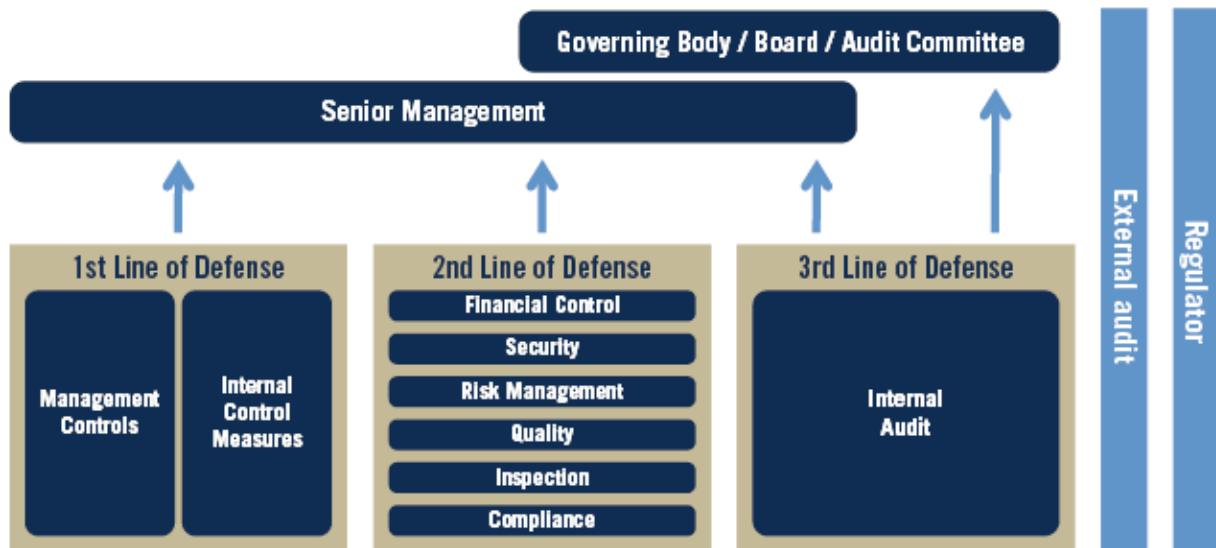 Governing Body / Board / Audit Committee
Senior Management
1st Line of Defense
Management
Controls
Internal
Control
Measures
2nd Line of Defense
Financial Control
Security
Risk Management
Quality
Inspection
Compliance
3rd Line of Defense
Internal
Audit
External audit
Regulator